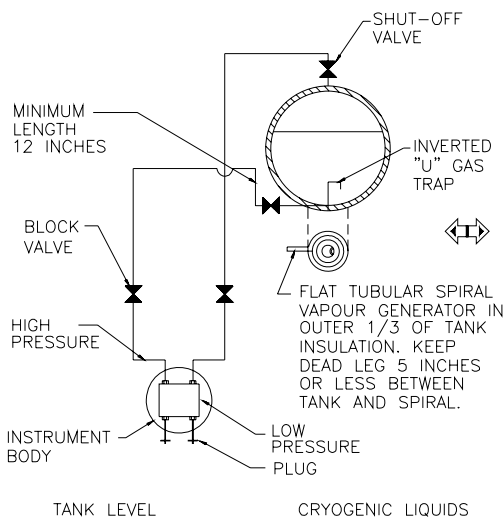 SHUT-OFF
VALVE
MINIMUM
LENGTH
12 INCHES
INVERTED
"U" GAS
TRAP
BLOCK
VALVE
FLAT TUBULAR SPIRAL
VAPOUR GENERATOR IN
OUTER 1/3 OF TANK
INSULATION. KEEP
DEAD LEG 5 INCHES
OR LESS BETWEEN
TANK AND SPIRAL.
HIGH
PRESSURE
INSTRUMENT
BODY
LOW
PRESSURE
PLUG
TANK LEVEL
CRYOGENIC LIQUIDS